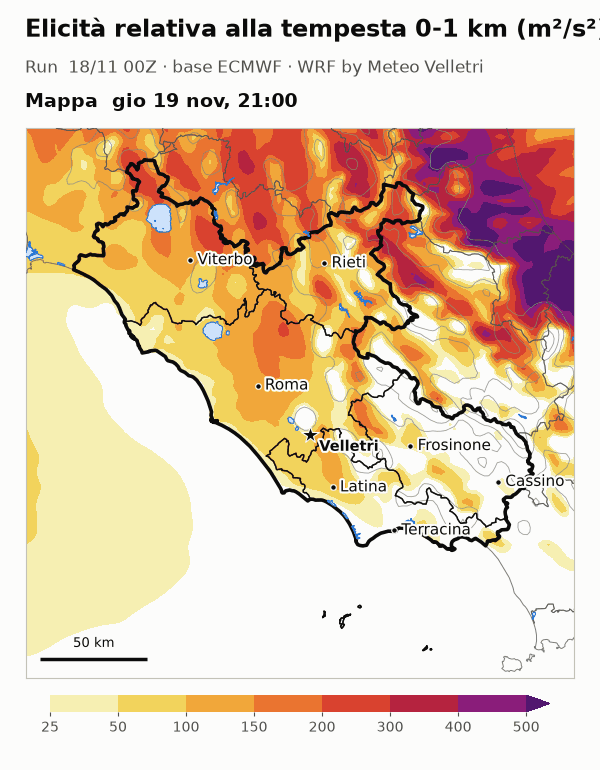 Elicità relativa alla tempesta 0-1 km (m²/s²)
Run  18/11 00Z · base ECMWF · WRF by Meteo Velletri
Mappa  gio 19 nov, 21:00
Viterbo
Rieti
Roma
Velletri
Frosinone
Latina
Cassino
Terracina
50 km
25 50 100 150 200 300 400 500